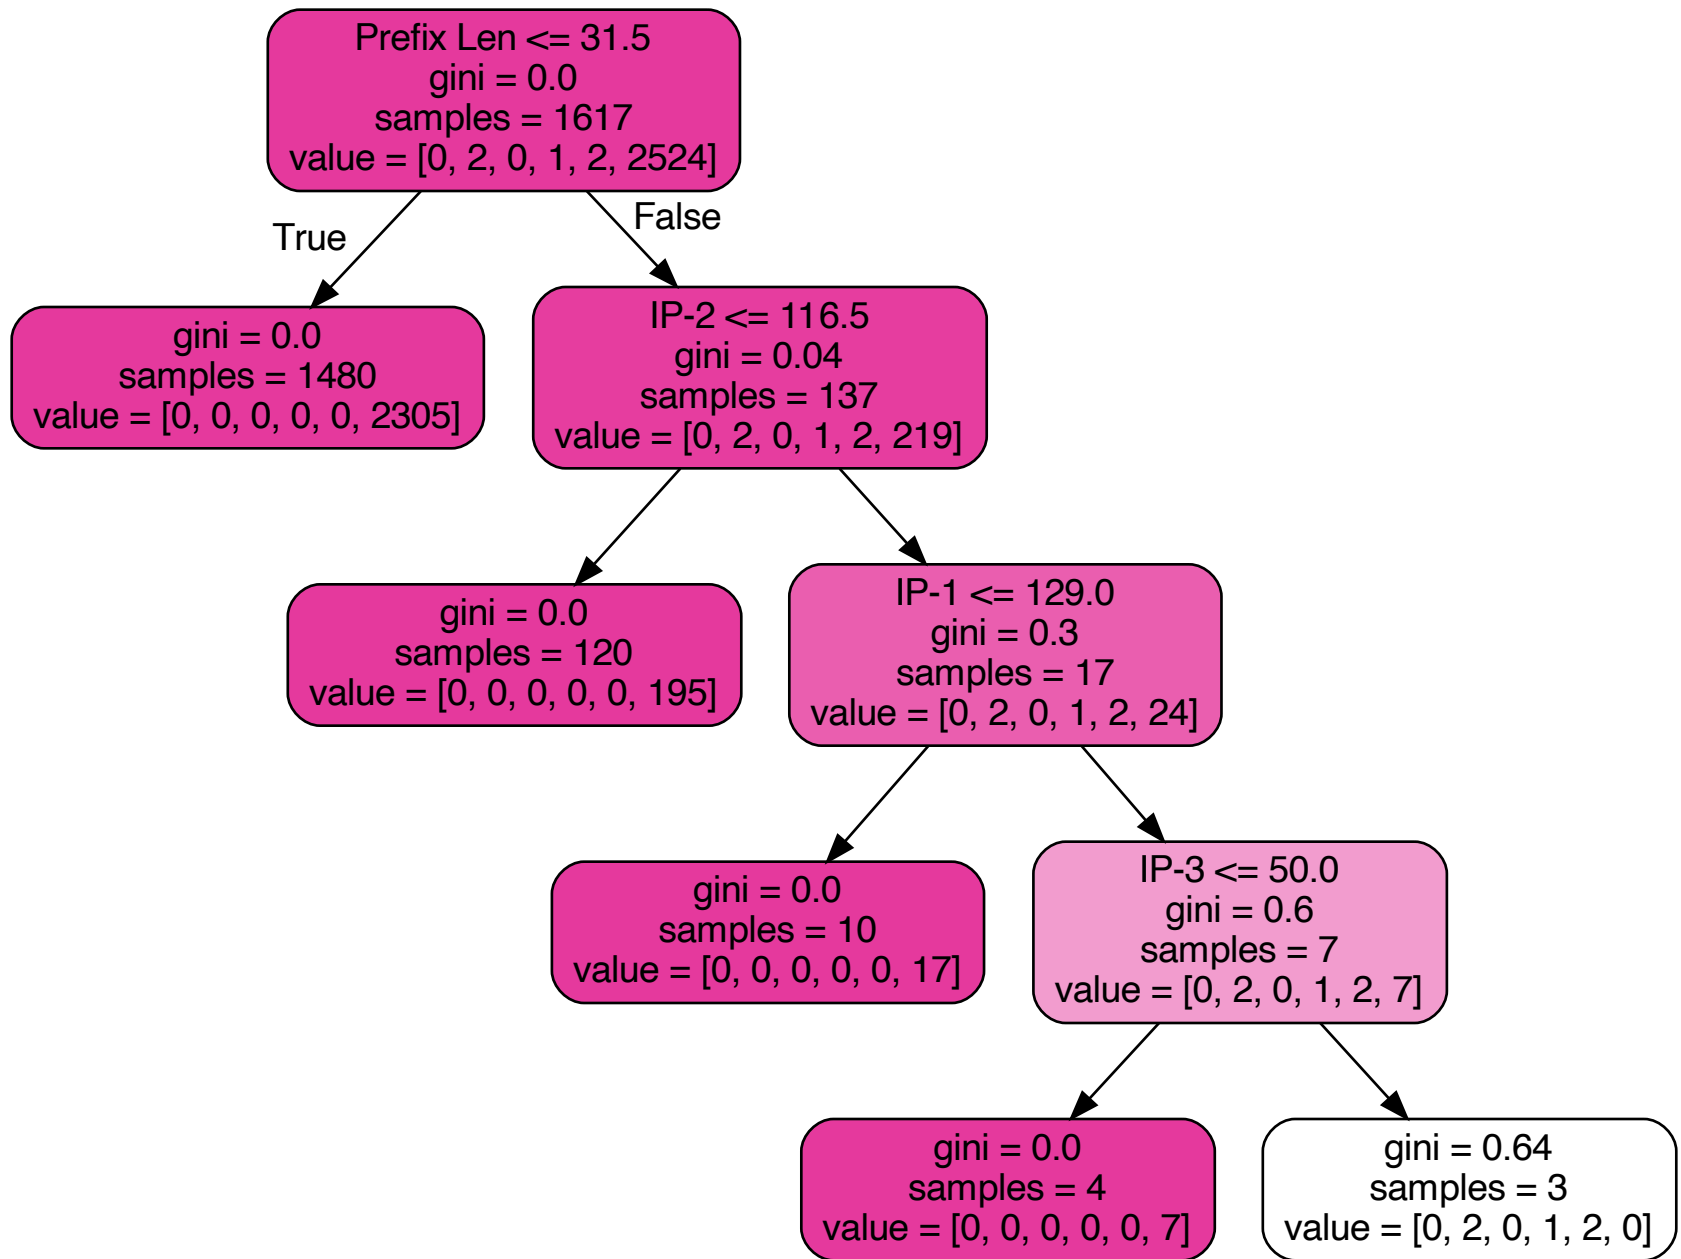 Prefix Len <= 31.5
gini = 0.0
samples = 1617
value = [0, 2, 0, 1, 2, 2524]
True
False
gini = 0.0
samples = 1480
value = [0, 0, 0, 0, 0, 2305]
IP-2 <= 116.5
gini = 0.04
samples = 137
value = [0, 2, 0, 1, 2, 219]
gini = 0.0
samples = 120
value = [0, 0, 0, 0, 0, 195]
IP-1 <= 129.0
gini = 0.3
samples = 17
value = [0, 2, 0, 1, 2, 24]
gini = 0.0
samples = 10
value = [0, 0, 0, 0, 0, 17]
IP-3 <= 50.0
gini = 0.6
samples = 7
value = [0, 2, 0, 1, 2, 7]
gini = 0.0
samples = 4
value = [0, 0, 0, 0, 0, 7]
gini = 0.64
samples = 3
value = [0, 2, 0, 1, 2, 0]